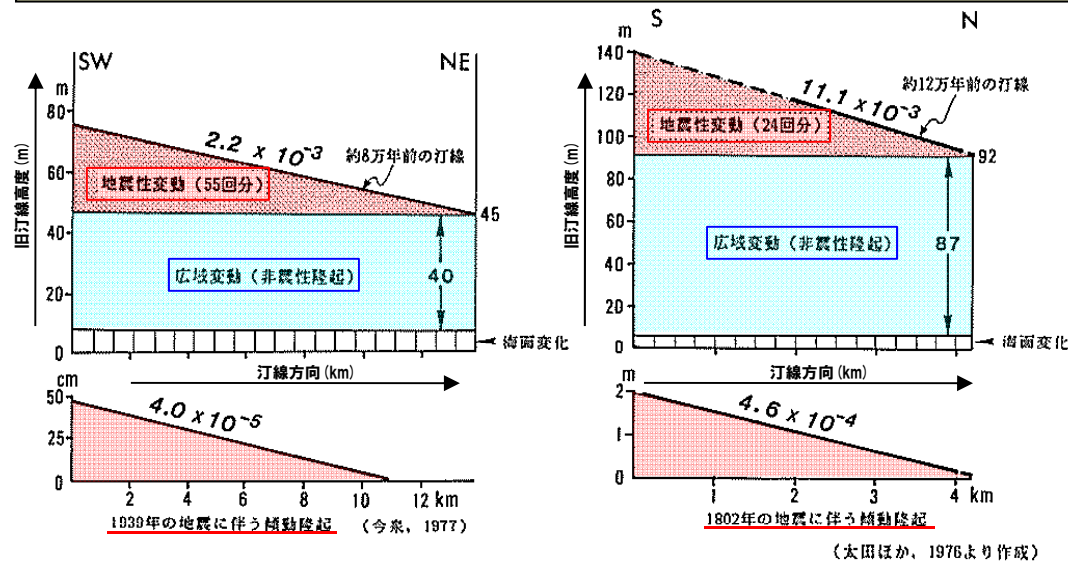 SW
NE
m
80
60
40
20
0
旧汀線高度(m)
2.2 x 10⁻³
約8万年前の汀線
地震性変動(55回分)
45
広域変動(非震性隆起)
40
海面変化
汀線方向(km)
cm
50
25
0
4.0 x 10⁻⁵
2 4 6 8 10 12 km
1939年の地震に伴う傾動隆起 (今泉, 1977)
S
N
m
140
120
100
80
60
40
20
0
旧汀線高度(m)
11.1 x 10⁻³
約12万年前の汀線
地震性変動(24回分)
92
広域変動(非震性隆起)
87
海面変化
m
2
1
0
4.6 x 10⁻⁴
1 2 3 4 km
1802年の地震に伴う傾動隆起
(太田ほか, 1976より作成)